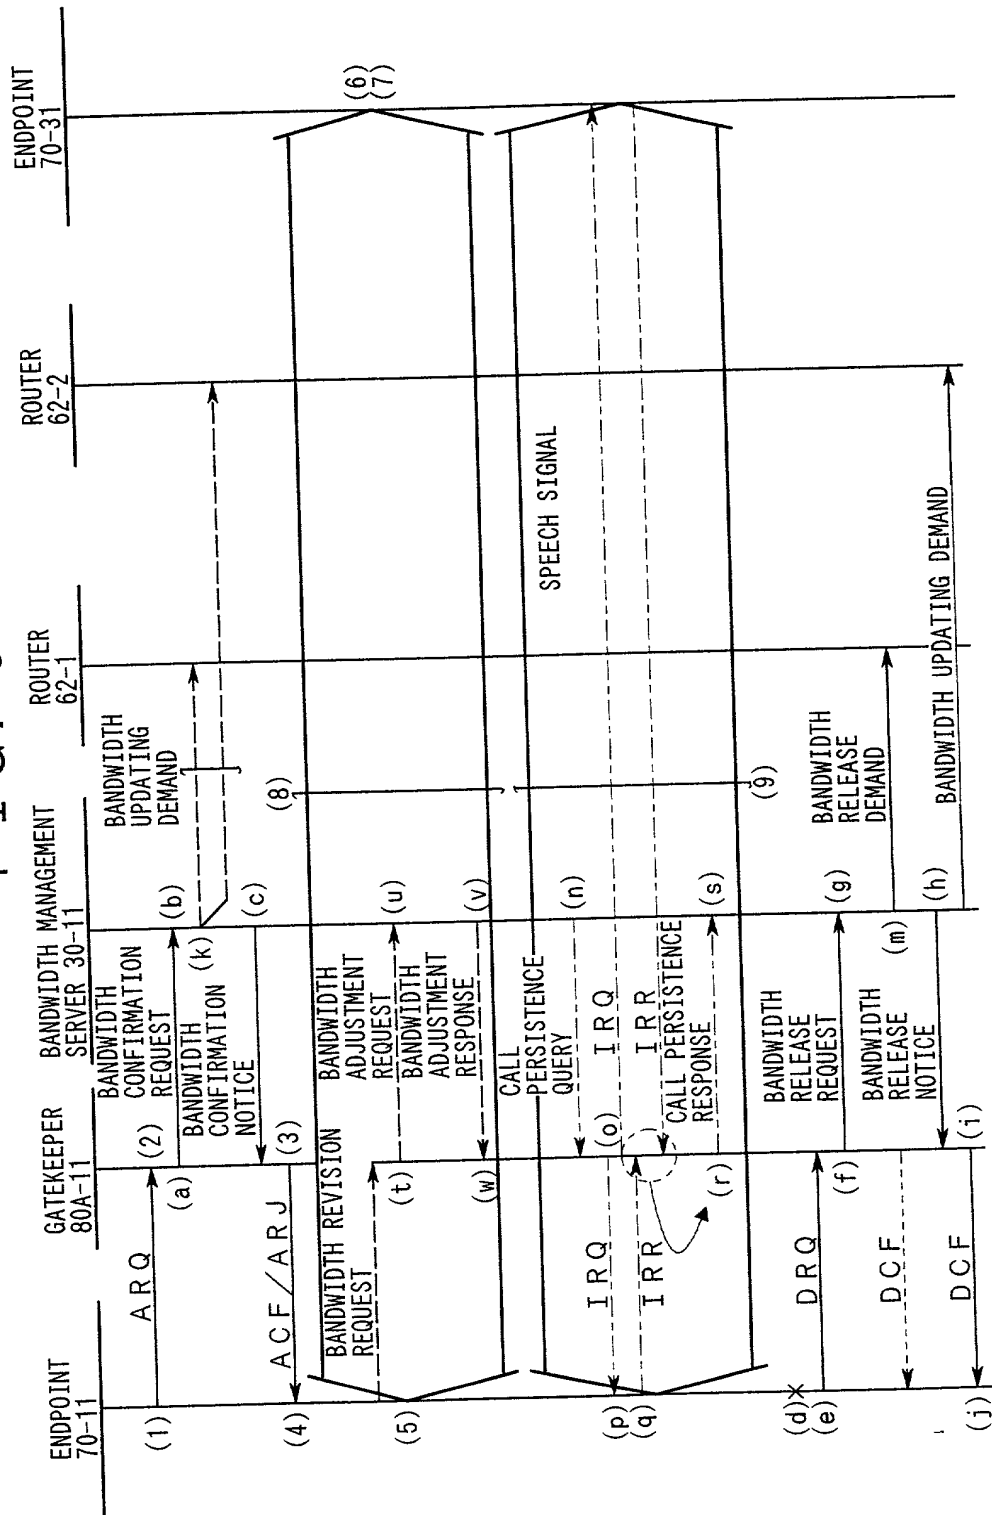 ENDPOINT
70-11
GATEKEEPER
80A-11
BANDWIDTH MANAGEMENT
SERVER 30-11
ROUTER
62-1
ROUTER
62-2
ENDPOINT
70-31
(1)
ARQ
(2)
(a)
BANDWIDTH
CONFIRMATION
REQUEST
(b)
(k)
BANDWIDTH
UPDATING
DEMAND
BANDWIDTH
CONFIRMATION
NOTICE
(c)
(3)
ACF/ARJ
(4)
(8)
(6)
(7)
BANDWIDTH REVISION
REQUEST
(5)
(t)
BANDWIDTH
ADJUSTMENT
REQUEST
(u)
BANDWIDTH
ADJUSTMENT
RESPONSE
(v)
(w)
CALL
PERSISTENCE
QUERY
(n)
SPEECH SIGNAL
(o)
IRQ
IRQ
(p)
(q)
IRR
IRR
CALL PERSISTENCE
RESPONSE
(r)
(s)
(9)
(d)
(e)
DRQ
(f)
BANDWIDTH
RELEASE
REQUEST
(g)
BANDWIDTH
RELEASE
DEMAND
(m)
DCF
BANDWIDTH
RELEASE
NOTICE
(h)
BANDWIDTH UPDATING DEMAND
(i)
DCF
(j)